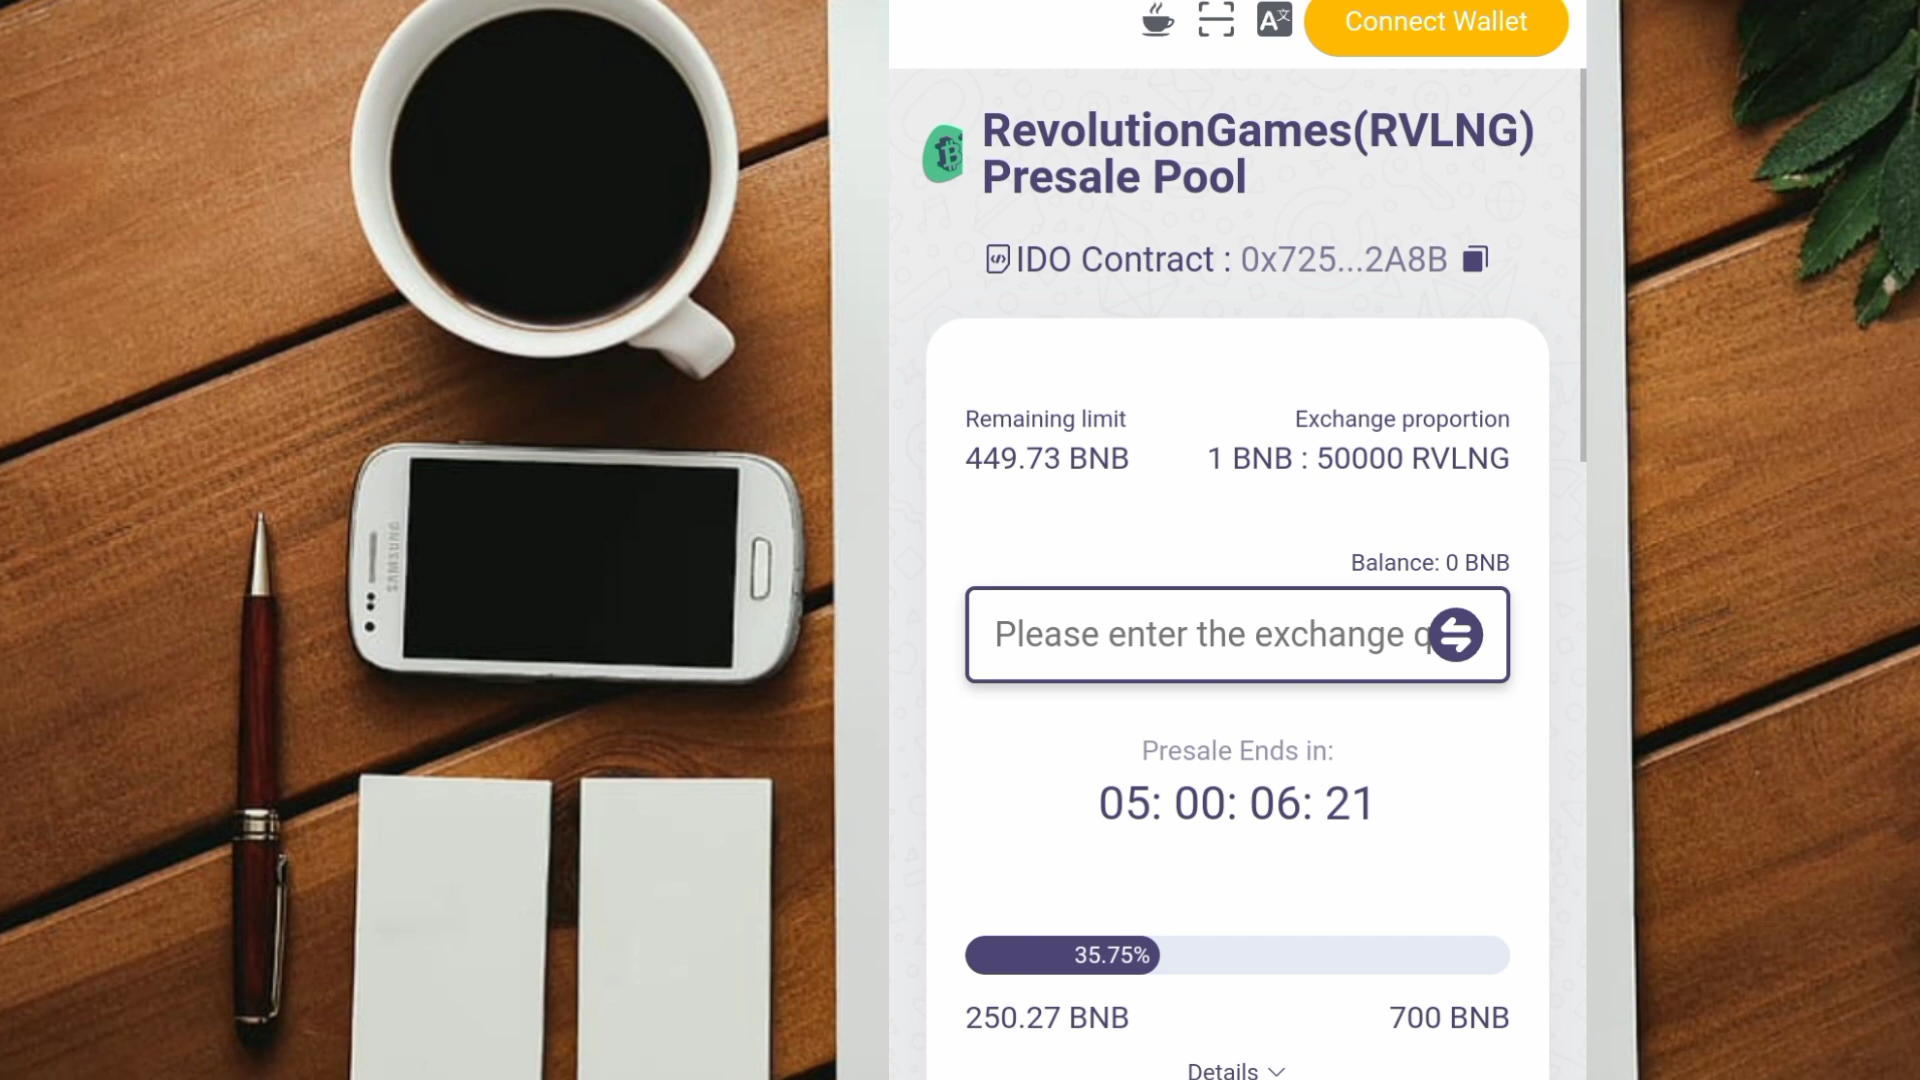 Connect Wallet
RevolutionGames(RVLNG)
Presale Pool
IDO Contract : 0x725...2A8B
Remaining limit
Exchange proportion
449.73 BNB
1 BNB : 50000 RVLNG
Balance: 0 BNB
Please enter the exchange q
Presale Ends in:
05: 00: 06: 21
35.75%
250.27 BNB
700 BNB
Details
SAMSUNG